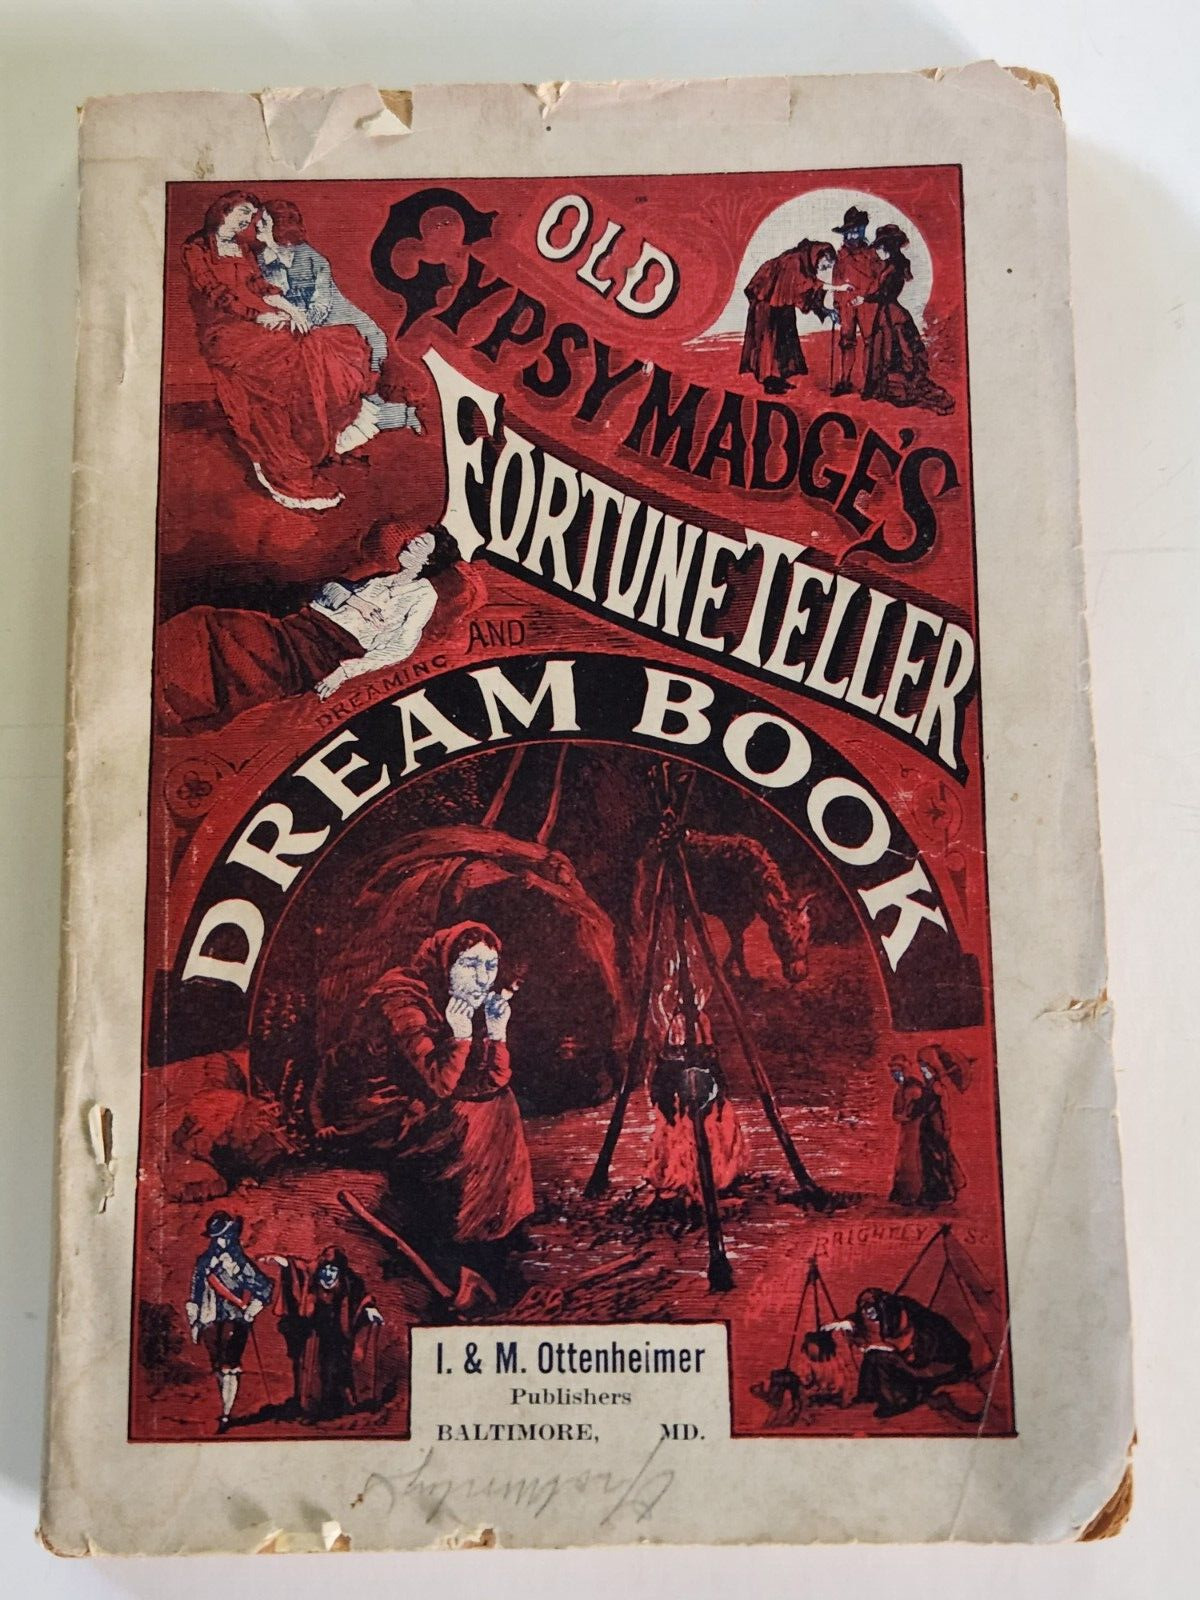 OLD
GYPSY MADGE'S
FORTUNE TELLER
AND
DREAMING
DREAM BOOK
BRIGHTLY Sc
I. & M. Ottenheimer
Publishers
BALTIMORE, MD.